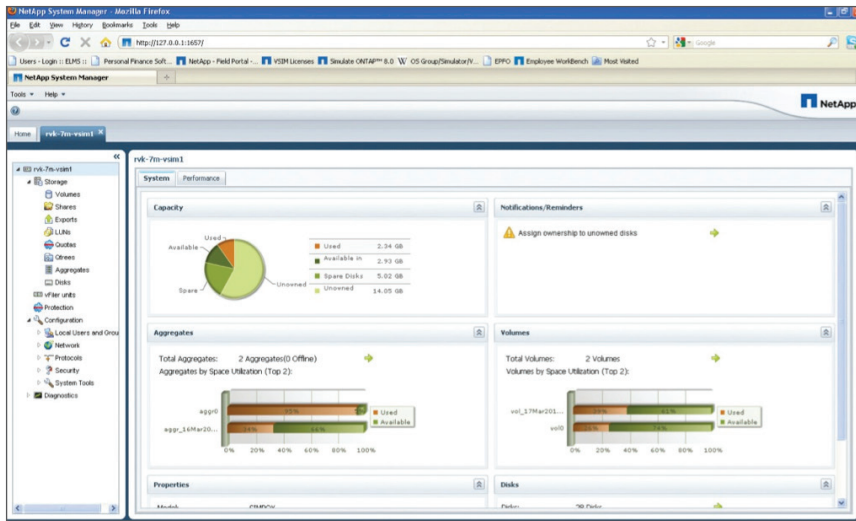 NetApp System Manager - Mozilla Firefox
File Edit View History Bookmarks Tools Help
http://127.0.0.1:1657/
Google
Users - Login :: ELMS :: Personal Finance Soft... NetApp - Field Portal -... VSIM Licenses Simulate ONTAP™ 8.0 OS Group/Simulator/V... EPPO Employee WorkBench Most Visited
NetApp System Manager
Tools Help
NetApp
Home rvk-7m-vsim1
rvk-7m-vsim1
Storage
Volumes
Shares
Exports
LUNs
Quotas
Qtrees
Aggregates
Disks
vFiler units
Protection
Configuration
Local Users and Grou
Network
Protocols
Security
System Tools
Diagnostics
rvk-7m-vsim1
System Performance
Capacity
Used
Available
Spare
Unowned
Used 2.34 GB
Available in 2.93 GB
Spare Disks 5.02 GB
Unowned 14.05 GB
Notifications/Reminders
Assign ownership to unowned disks
Aggregates
Total Aggregates: 2 Aggregates(0 Offline)
Aggregates by Space Utilization (Top 2):
aggr0 95%
aggr_16Mar20...
Used
Available
0% 20% 40% 60% 80% 100%
Volumes
Total Volumes: 2 Volumes
Volumes by Space Utilization (Top 2):
vol_17Mar201...
vol0 74%
Used
Available
0% 20% 40% 60% 80% 100%
Properties
Disks